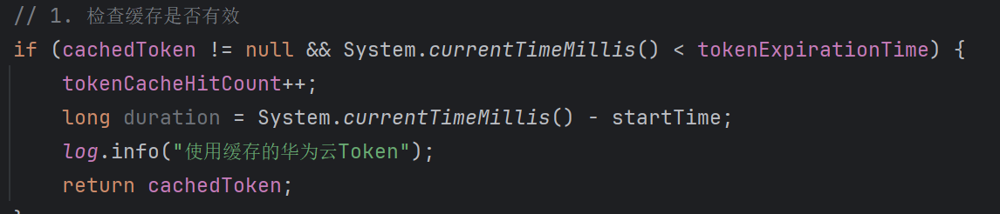 // 1. 检查缓存是否有效
if (cachedToken != null && System.currentTimeMillis() < tokenExpirationTime) {
    tokenCacheHitCount++;
    long duration = System.currentTimeMillis() - startTime;
    log.info("使用缓存的华为云Token");
    return cachedToken;
}